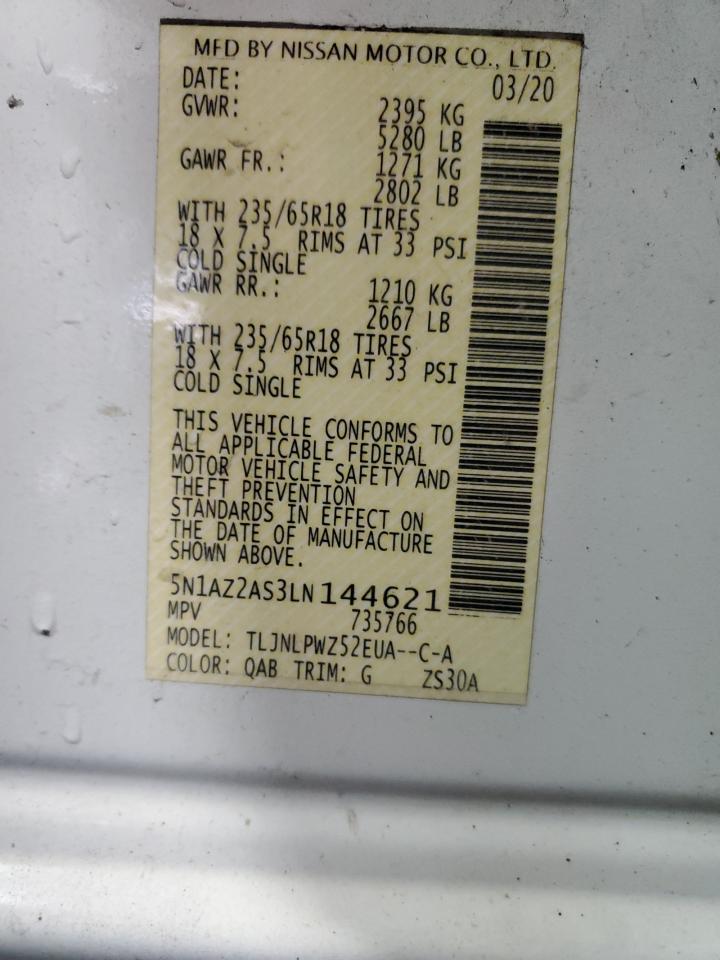 MFD BY NISSAN MOTOR CO., LTD.
DATE: 03/20
GVWR: 2395 KG
5280 LB
GAWR FR.: 1271 KG
2802 LB
WITH 235/65R18 TIRES
18 X 7.5 RIMS AT 33 PSI
COLD SINGLE
GAWR RR.: 1210 KG
2667 LB
WITH 235/65R18 TIRES
18 X 7.5 RIMS AT 33 PSI
COLD SINGLE
THIS VEHICLE CONFORMS TO
ALL APPLICABLE FEDERAL
MOTOR VEHICLE SAFETY AND
THEFT PREVENTION
STANDARDS IN EFFECT ON
THE DATE OF MANUFACTURE
SHOWN ABOVE.
5N1AZ2AS3LN144621
MPV 735766
MODEL: TLJNLPWZ52EUA--C-A
COLOR: QAB TRIM: G ZS30A